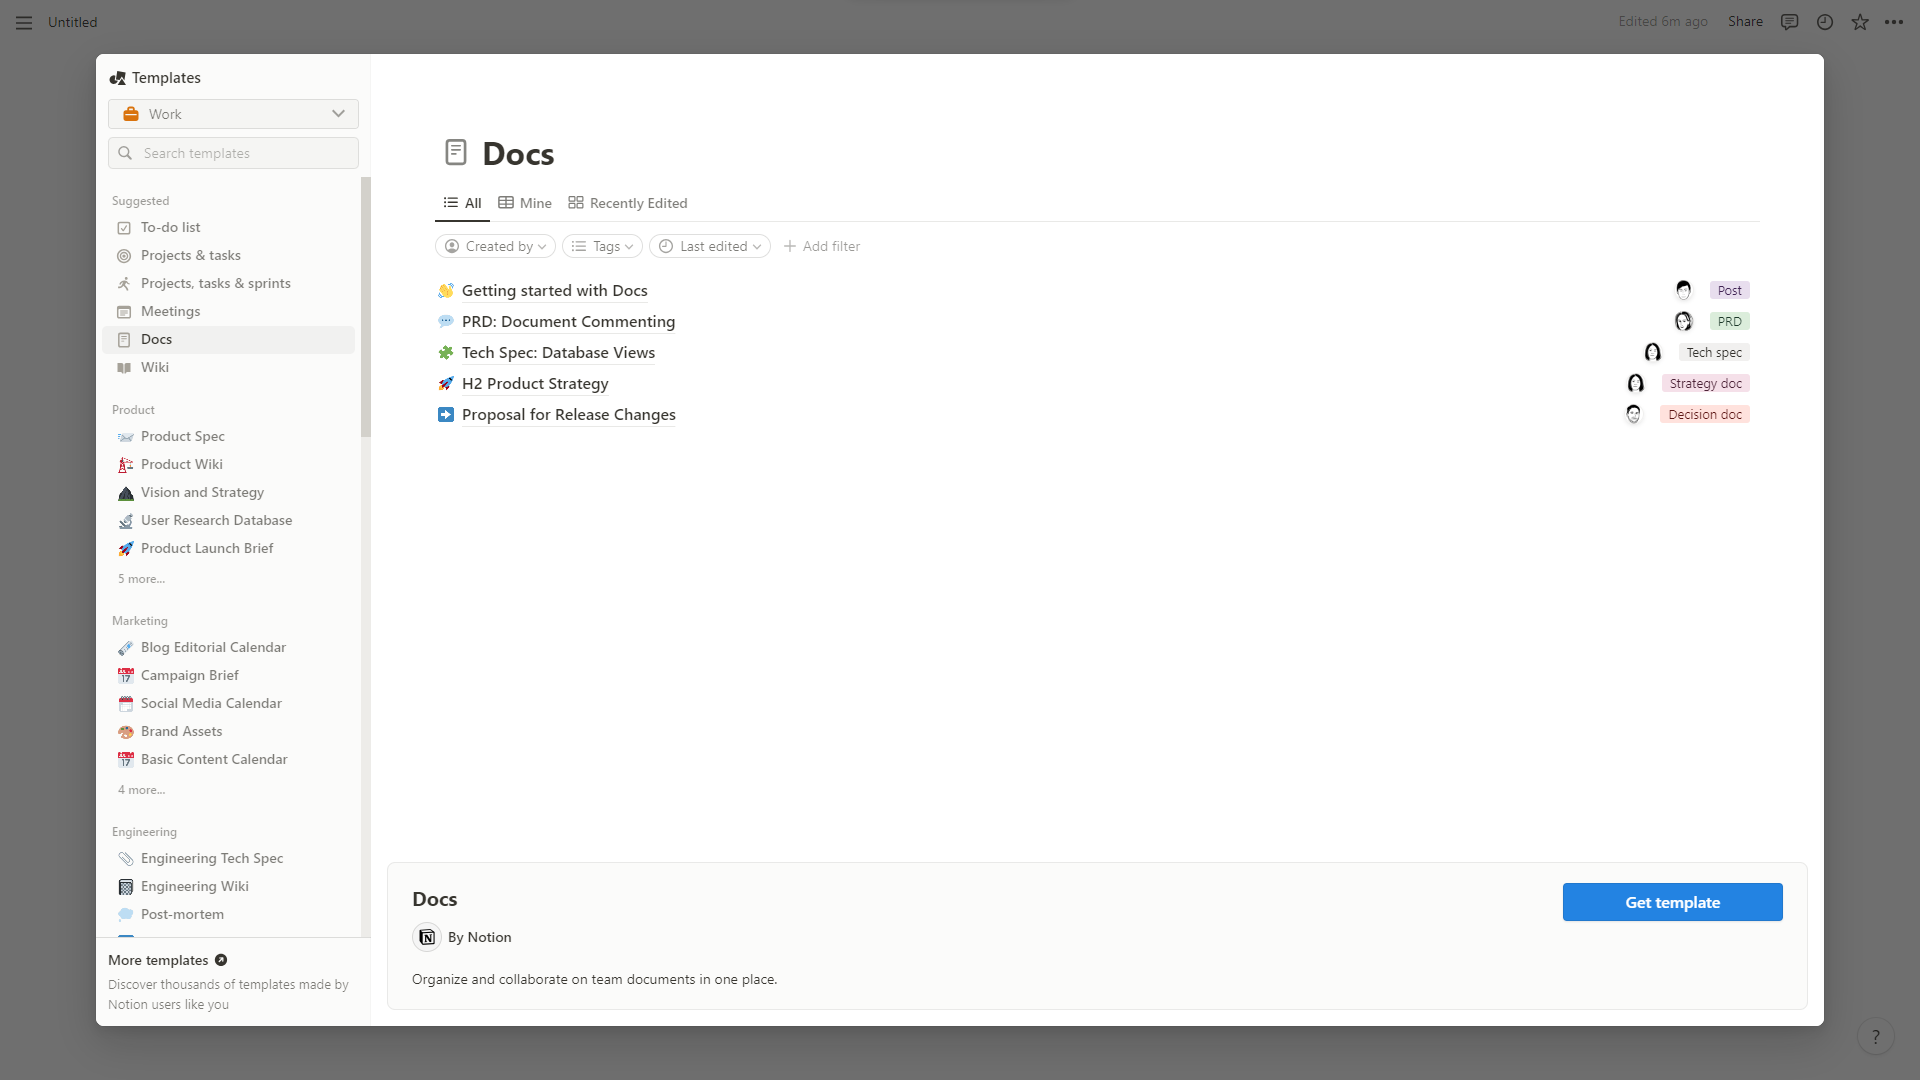 Untitled
Edited 6m ago
Share
Templates
Work
Search templates
Suggested
To-do list
Projects & tasks
Projects, tasks & sprints
Meetings
Docs
Wiki
Product
Product Spec
Product Wiki
Vision and Strategy
User Research Database
Product Launch Brief
5 more...
Marketing
Blog Editorial Calendar
Campaign Brief
Social Media Calendar
Brand Assets
Basic Content Calendar
4 more...
Engineering
Engineering Tech Spec
Engineering Wiki
Post-mortem
More templates
Discover thousands of templates made by
Notion users like you
Docs
All
Mine
Recently Edited
Created by
Tags
Last edited
Add filter
Getting started with Docs
Post
PRD: Document Commenting
PRD
Tech Spec: Database Views
Tech spec
H2 Product Strategy
Strategy doc
Proposal for Release Changes
Decision doc
Docs
By Notion
Organize and collaborate on team documents in one place.
Get template
?